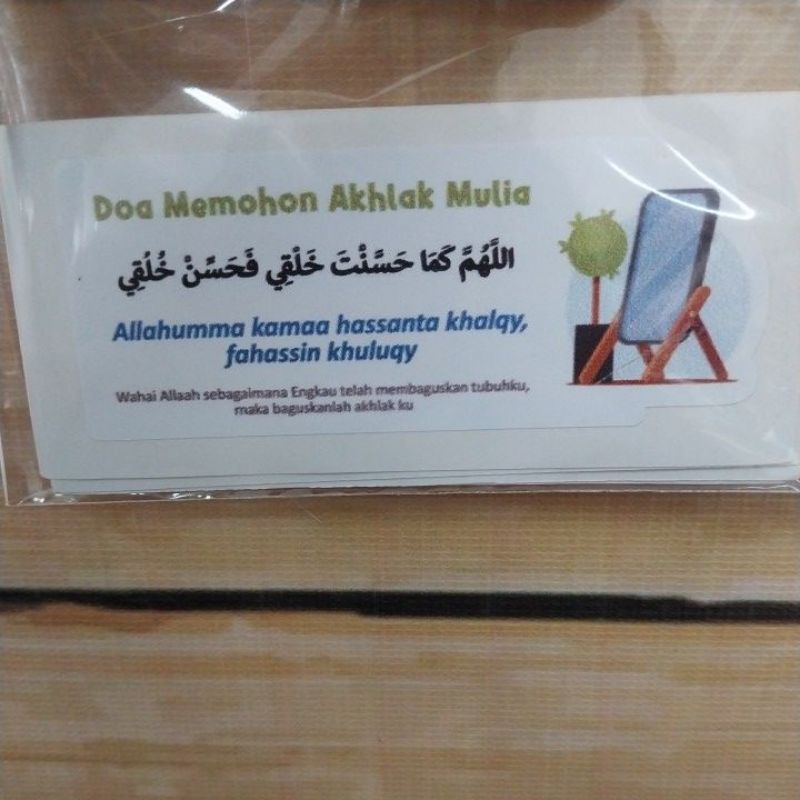 Doa Memohon Akhlak Mulia
اللَّهُمَّ كَمَا حَسَّنْتَ خَلْقِي فَحَسِّنْ خُلُقِي
Allahumma kamaa hassanta khalqy,
fahassin khuluqy
Wahai Allaah sebagaimana Engkau telah membaguskan tubuhku,
maka baguskanlah akhlak ku